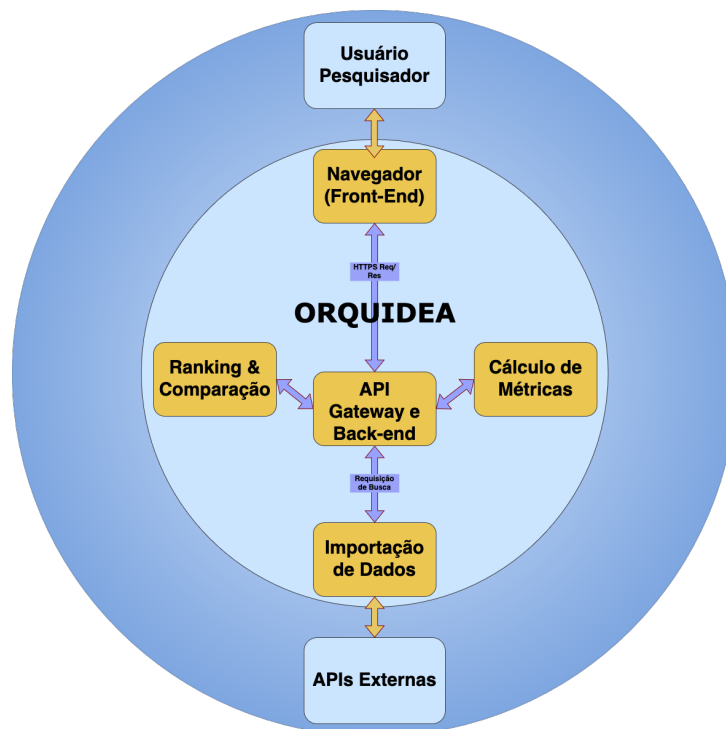 Usuário
Pesquisador
Navegador
(Front-End)
HTTPS Req/
Res
ORQUIDEA
Ranking &
Comparação
API
Gateway e
Back-end
Cálculo de
Métricas
Requisição
de Busca
Importação
de Dados
APIs Externas